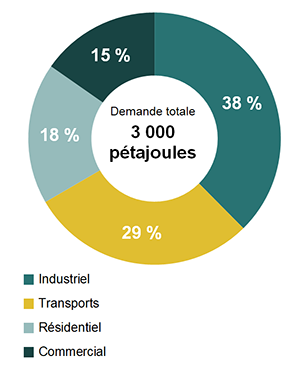 15 %
38 %
18 %
29 %
Demande totale
3 000
pétajoules
Industriel
Transports
Résidentiel
Commercial